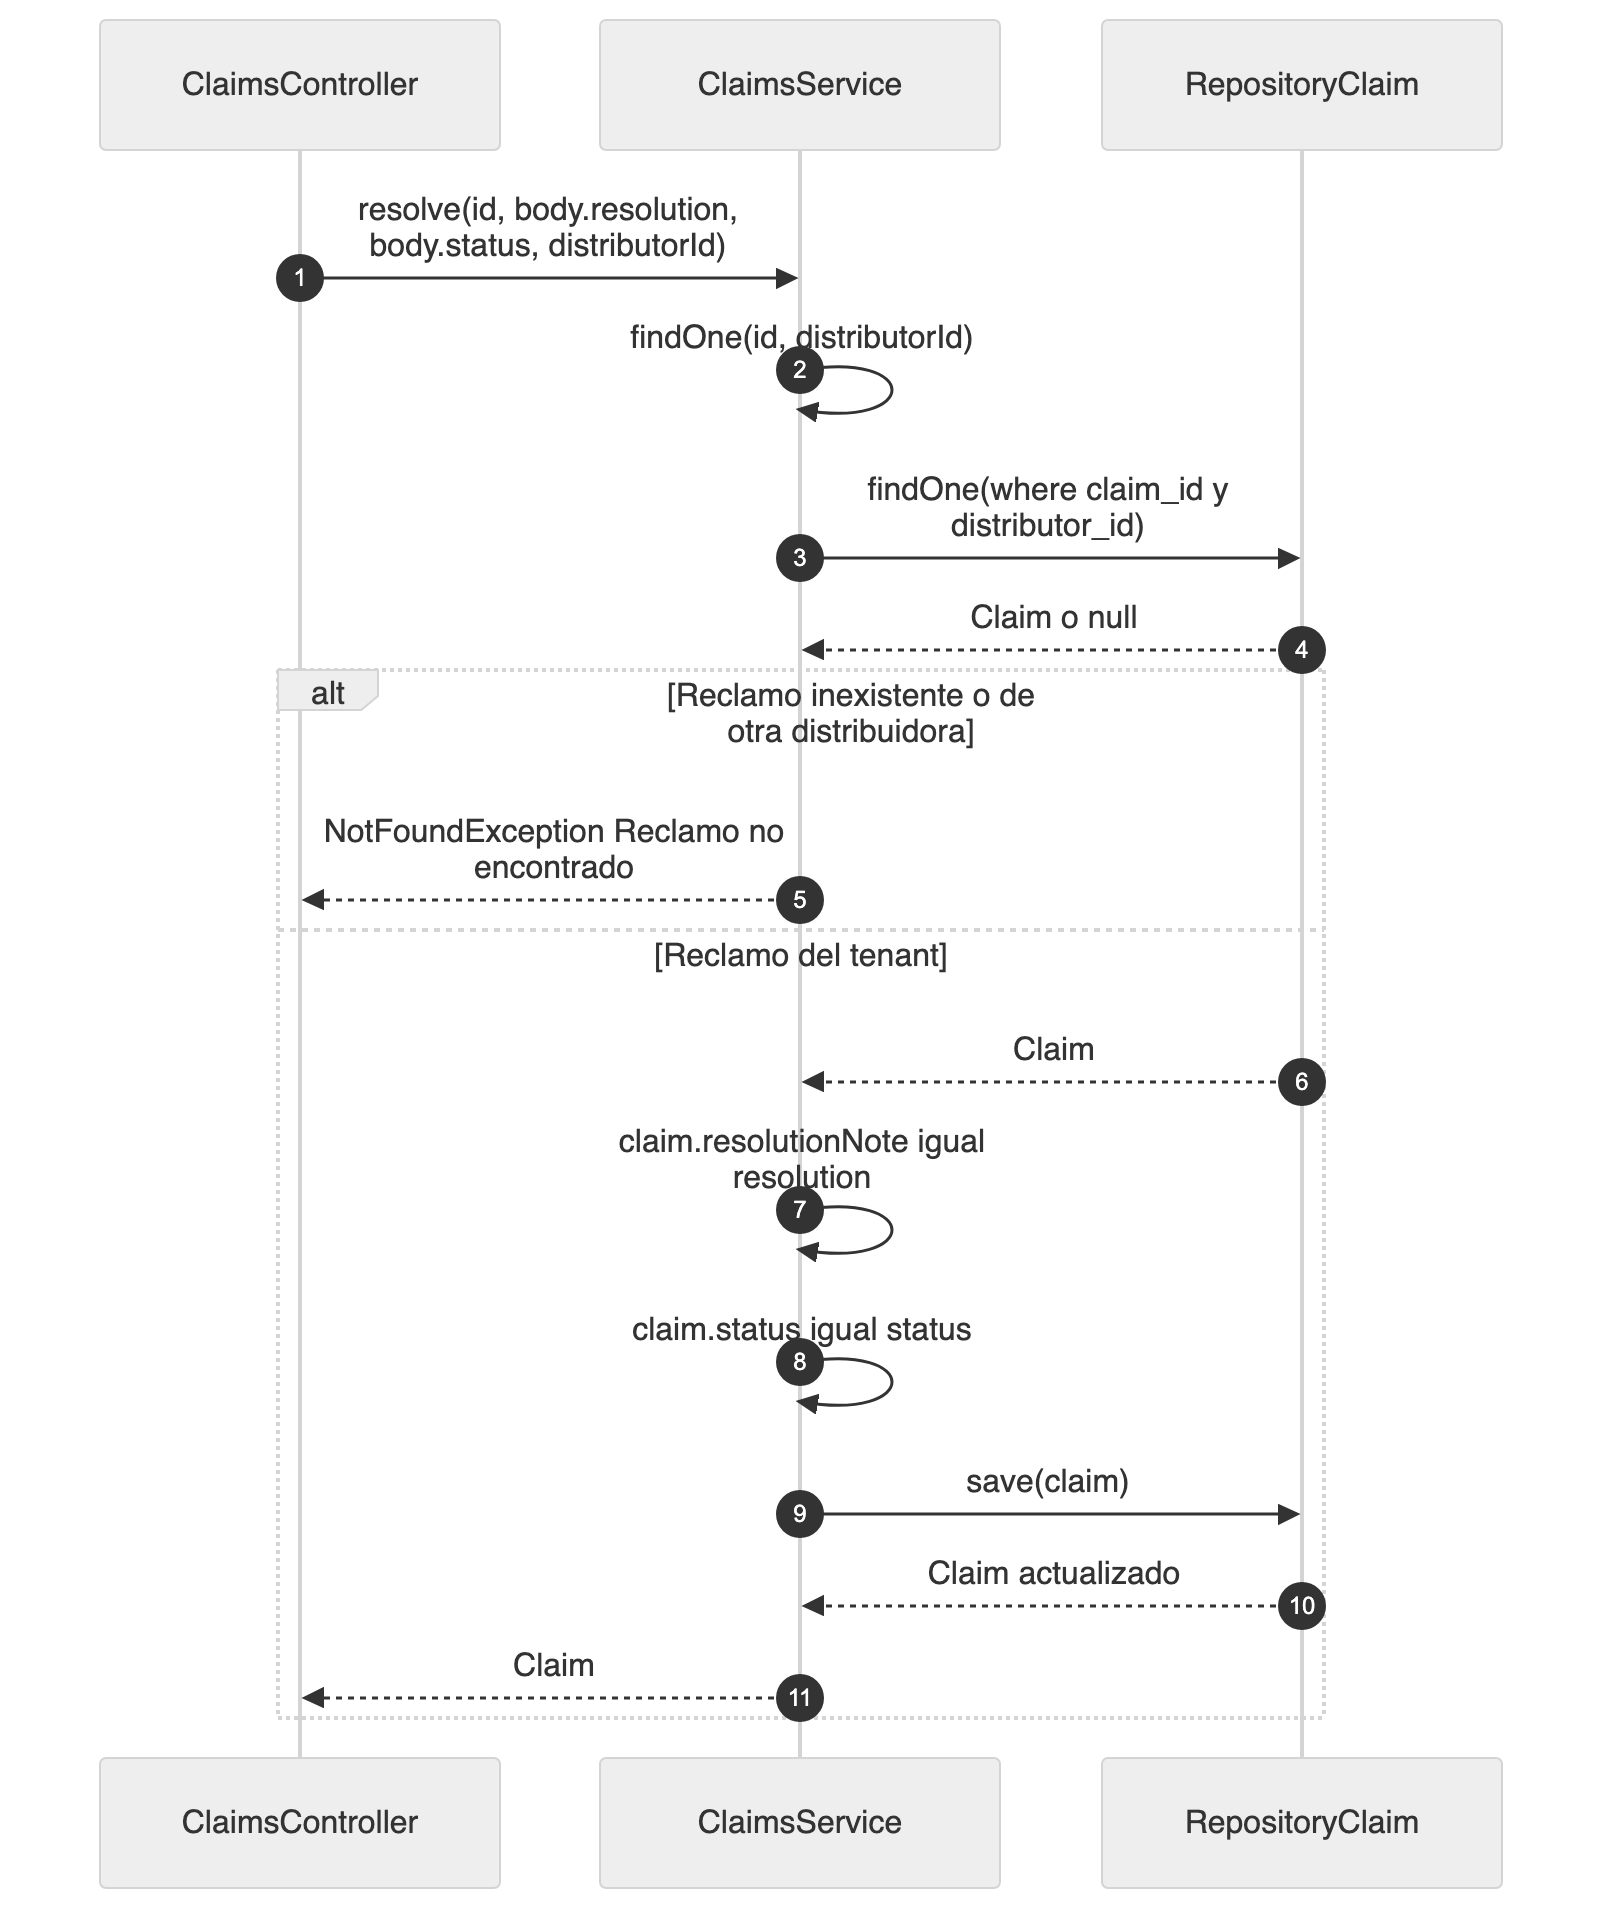 ClaimsController
ClaimsService
RepositoryClaim
resolve(id, body.resolution,
body.status, distributorId)
1
findOne(id, distributorId)
2
findOne(where claim_id y
distributor_id)
3
Claim o null
4
alt
[Reclamo inexistente o de
otra distribuidora]
NotFoundException Reclamo no
encontrado
5
[Reclamo del tenant]
Claim
6
claim.resolutionNote igual
resolution
7
claim.status igual status
8
save(claim)
9
Claim actualizado
10
Claim
11
ClaimsController
ClaimsService
RepositoryClaim